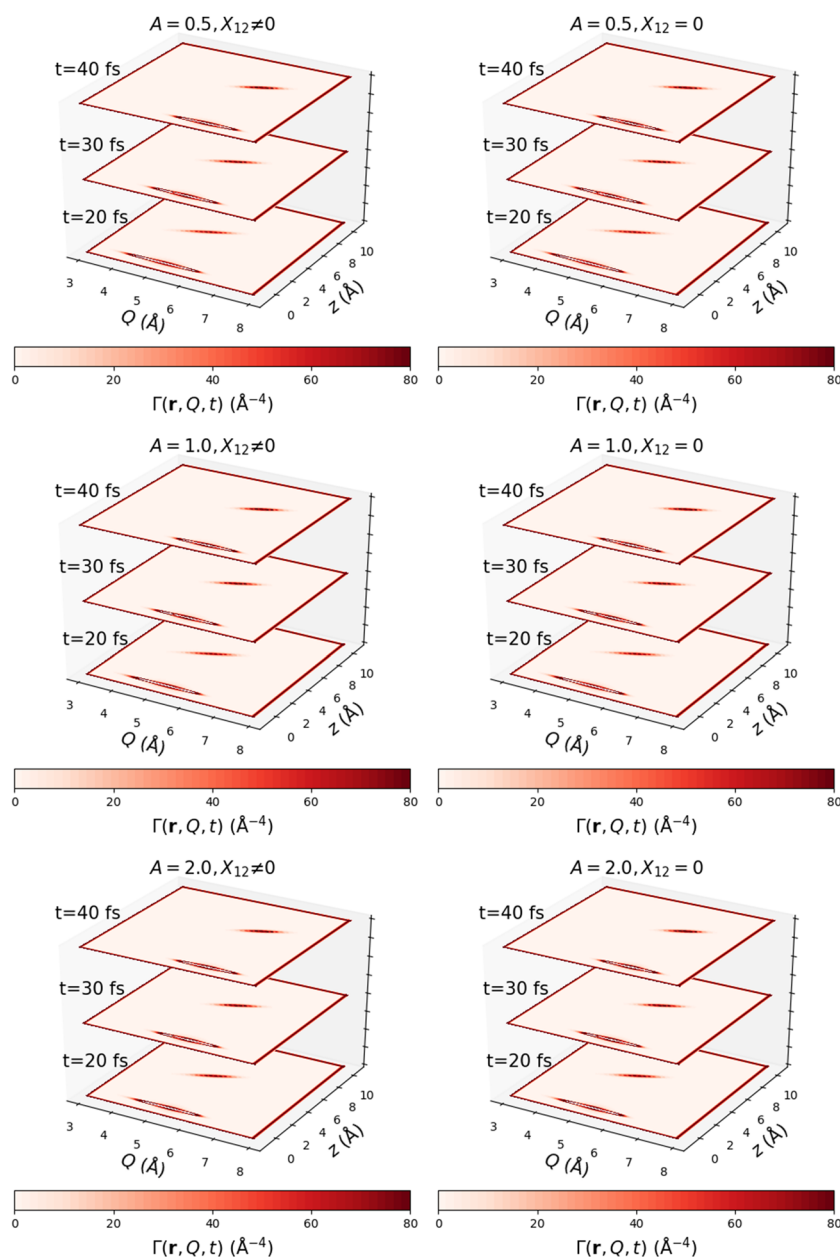 A = 0.5, X₁₂≠0
t=40 fs
t=30 fs
t=20 fs
3 4 5 6 7 8
Q (Å)
0 2 4 6 8 10
z (Å)
0 20 40 60 80
Γ(r, Q, t) (Å⁻⁴)
A = 0.5, X₁₂ = 0
t=40 fs
t=30 fs
t=20 fs
3 4 5 6 7 8
Q (Å)
0 2 4 6 8 10
z (Å)
0 20 40 60 80
Γ(r, Q, t) (Å⁻⁴)
A = 1.0, X₁₂≠0
t=40 fs
t=30 fs
t=20 fs
3 4 5 6 7 8
Q (Å)
0 2 4 6 8 10
z (Å)
0 20 40 60 80
Γ(r, Q, t) (Å⁻⁴)
A = 1.0, X₁₂ = 0
t=40 fs
t=30 fs
t=20 fs
3 4 5 6 7 8
Q (Å)
0 2 4 6 8 10
z (Å)
0 20 40 60 80
Γ(r, Q, t) (Å⁻⁴)
A = 2.0, X₁₂≠0
t=40 fs
t=30 fs
t=20 fs
3 4 5 6 7 8
Q (Å)
0 2 4 6 8 10
z (Å)
0 20 40 60 80
Γ(r, Q, t) (Å⁻⁴)
A = 2.0, X₁₂ = 0
t=40 fs
t=30 fs
t=20 fs
3 4 5 6 7 8
Q (Å)
0 2 4 6 8 10
z (Å)
0 20 40 60 80
Γ(r, Q, t) (Å⁻⁴)